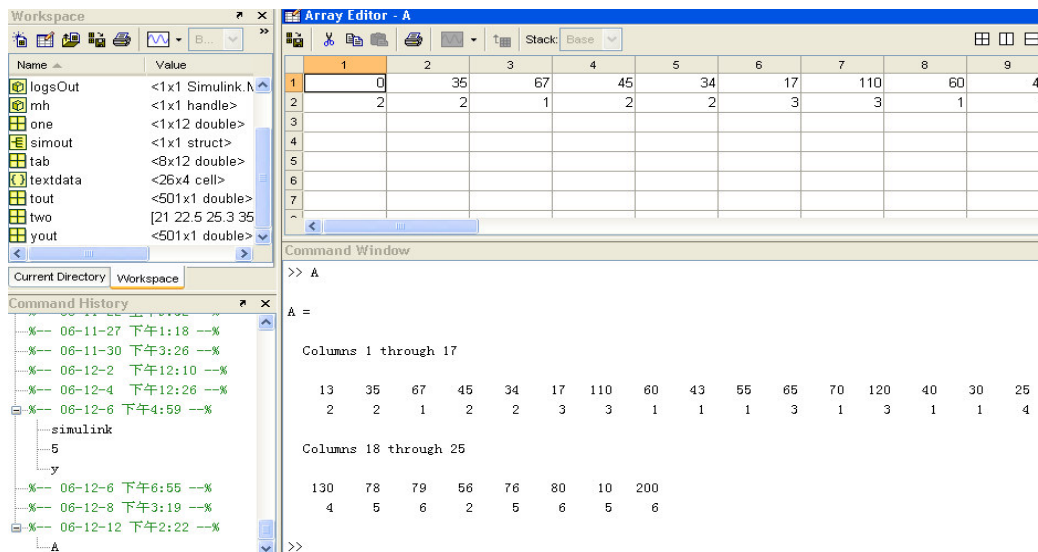 Workspace
B...
Name Value
logsOut <1x1 Simulink.M
mh <1x1 handle>
one <1x12 double>
simout <1x1 struct>
tab <8x12 double>
textdata <26x4 cell>
tout <501x1 double>
two [21 22.5 25.3 35
yout <501x1 double>
Current Directory Workspace
Command History
%-- 06-11-27 下午1:18 --%
%-- 06-11-30 下午3:26 --%
%-- 06-12-2 下午12:10 --%
%-- 06-12-4 下午12:26 --%
%-- 06-12-6 下午4:59 --%
simulink
5
y
%-- 06-12-6 下午6:55 --%
%-- 06-12-8 下午3:19 --%
%-- 06-12-12 下午2:22 --%
A
Array Editor - A
Stack: Base
1 2 3 4 5 6 7 8 9
1 0 35 67 45 34 17 110 60 4
2 2 2 1 2 2 3 3 1
3
4
5
6
7
Command Window
>> A
A =
Columns 1 through 17
13 35 67 45 34 17 110 60 43 55 65 70 120 40 30 25
2 2 1 2 2 3 3 1 1 1 3 1 3 1 1 4
Columns 18 through 25
130 78 79 56 76 80 10 200
4 5 6 2 5 6 5 6
>>